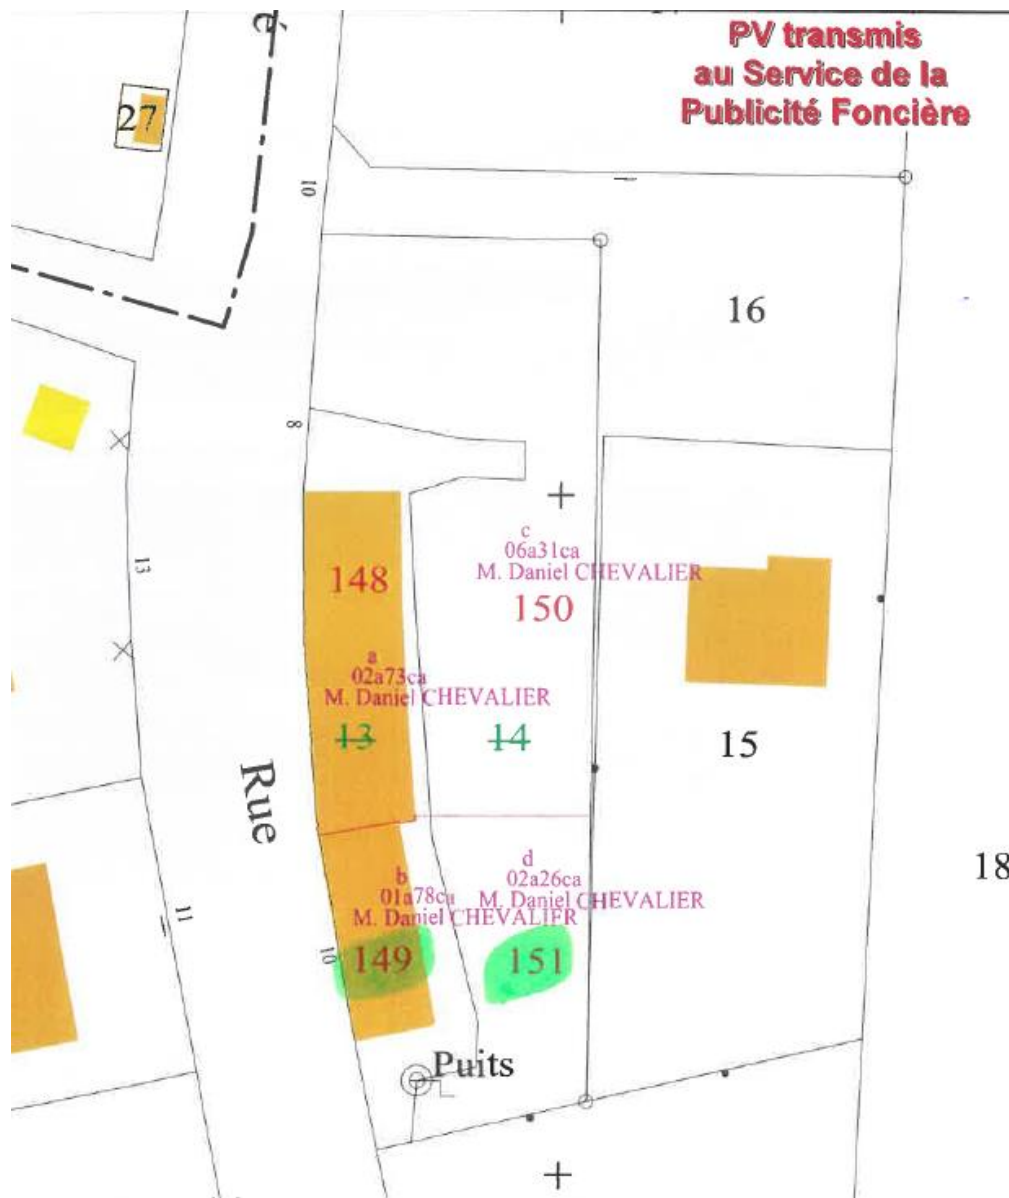 é
PV transmis
au Service de la
Publicité Foncière
27
10
16
8
13
c
06a31ca
M. Daniel CHEVALIER
148
150
a
02a73ca
M. Daniel CHEVALIER
13
14
15
Rue
18
d
02a26ca
M. Daniel CHEVALIER
b
01a78ca
M. Daniel CHEVALIER
11
10
149
151
Puits